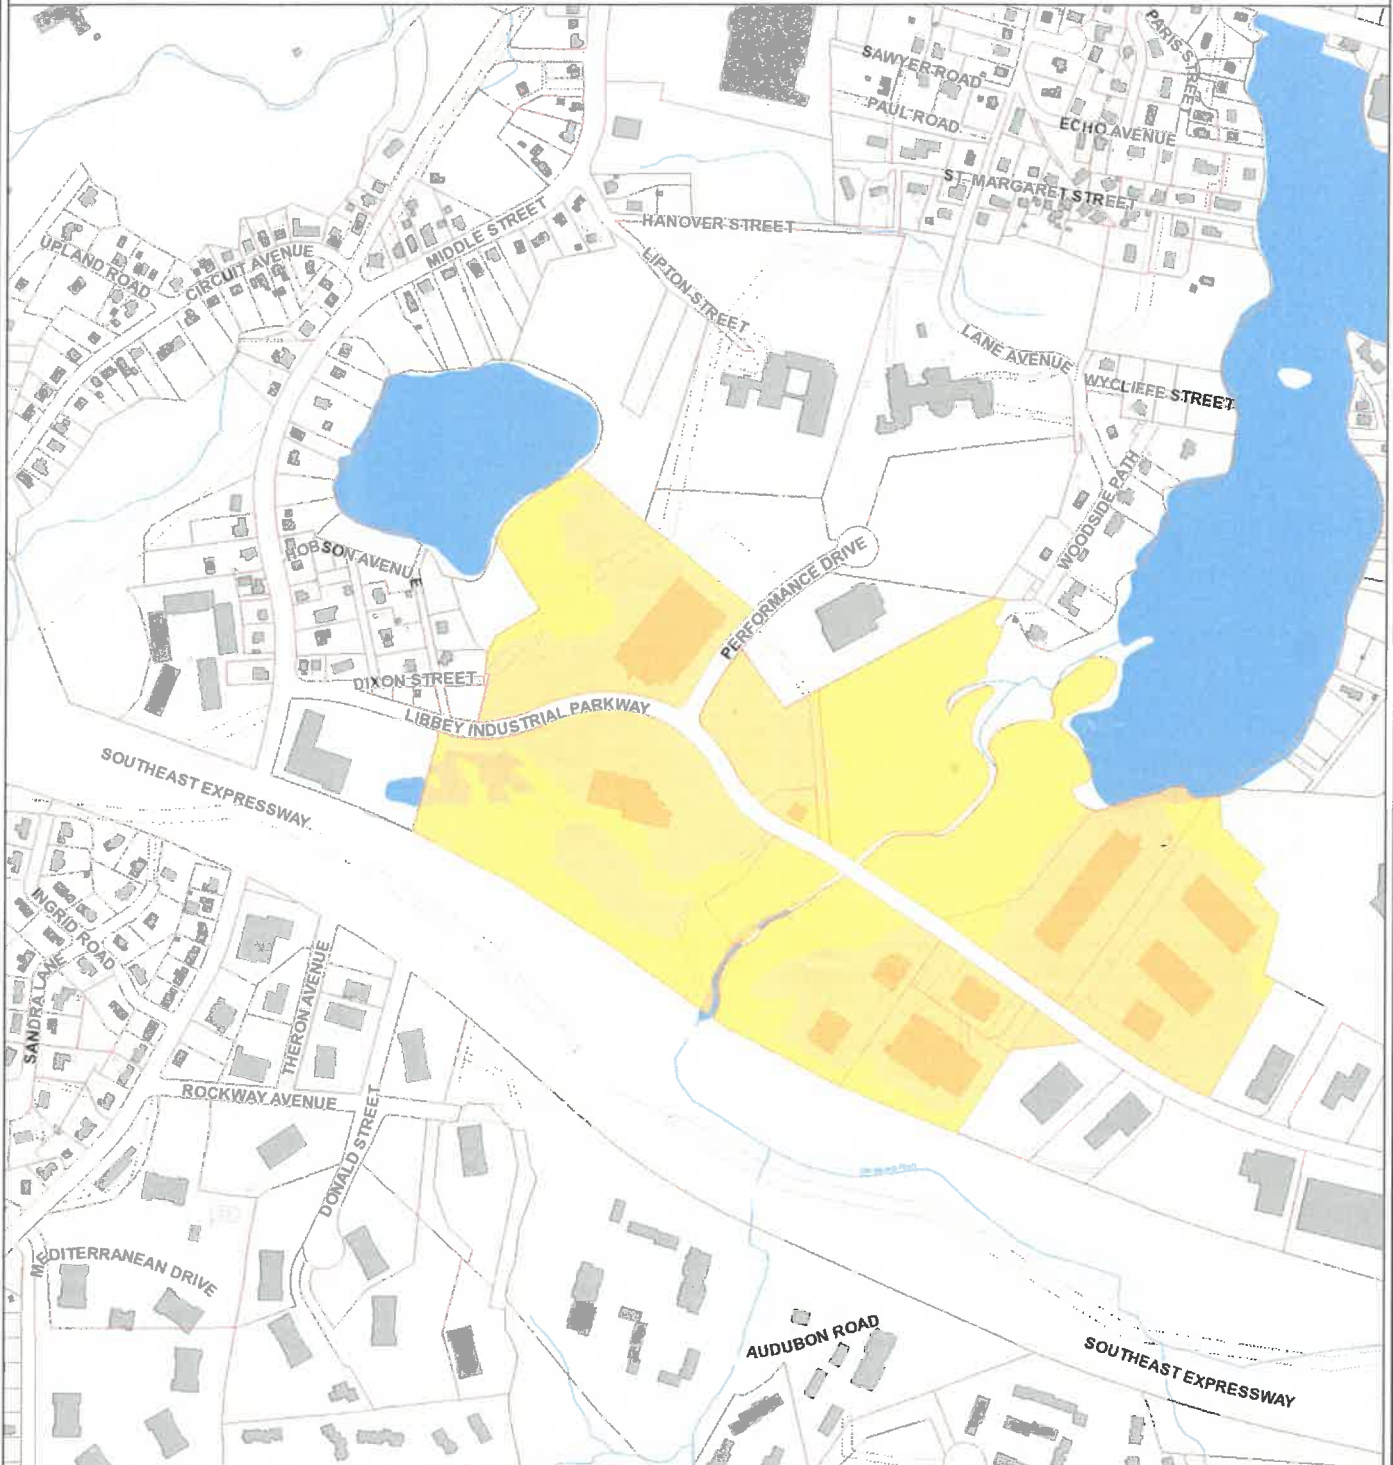 PARIS STREET
SAWYER ROAD
PAUL ROAD
ECHO AVENUE
ST MARGARET STREET
HANOVER STREET
MIDDLE STREET
UPLAND ROAD
CIRCUIT AVENUE
LIPTON STREET
LANE AVENUE
WYCLIFFE STREET
WOODSIDE PATH
HOBSON AVENUE
PERFORMANCE DRIVE
DIXON STREET
LIBBEY INDUSTRIAL PARKWAY
SOUTHEAST EXPRESSWAY
INGRID ROAD
SANDRA LANE
THERON AVENUE
ROCKWAY AVENUE
DONALD STREET
MEDITERRANEAN DRIVE
AUDUBON ROAD
SOUTHEAST EXPRESSWAY